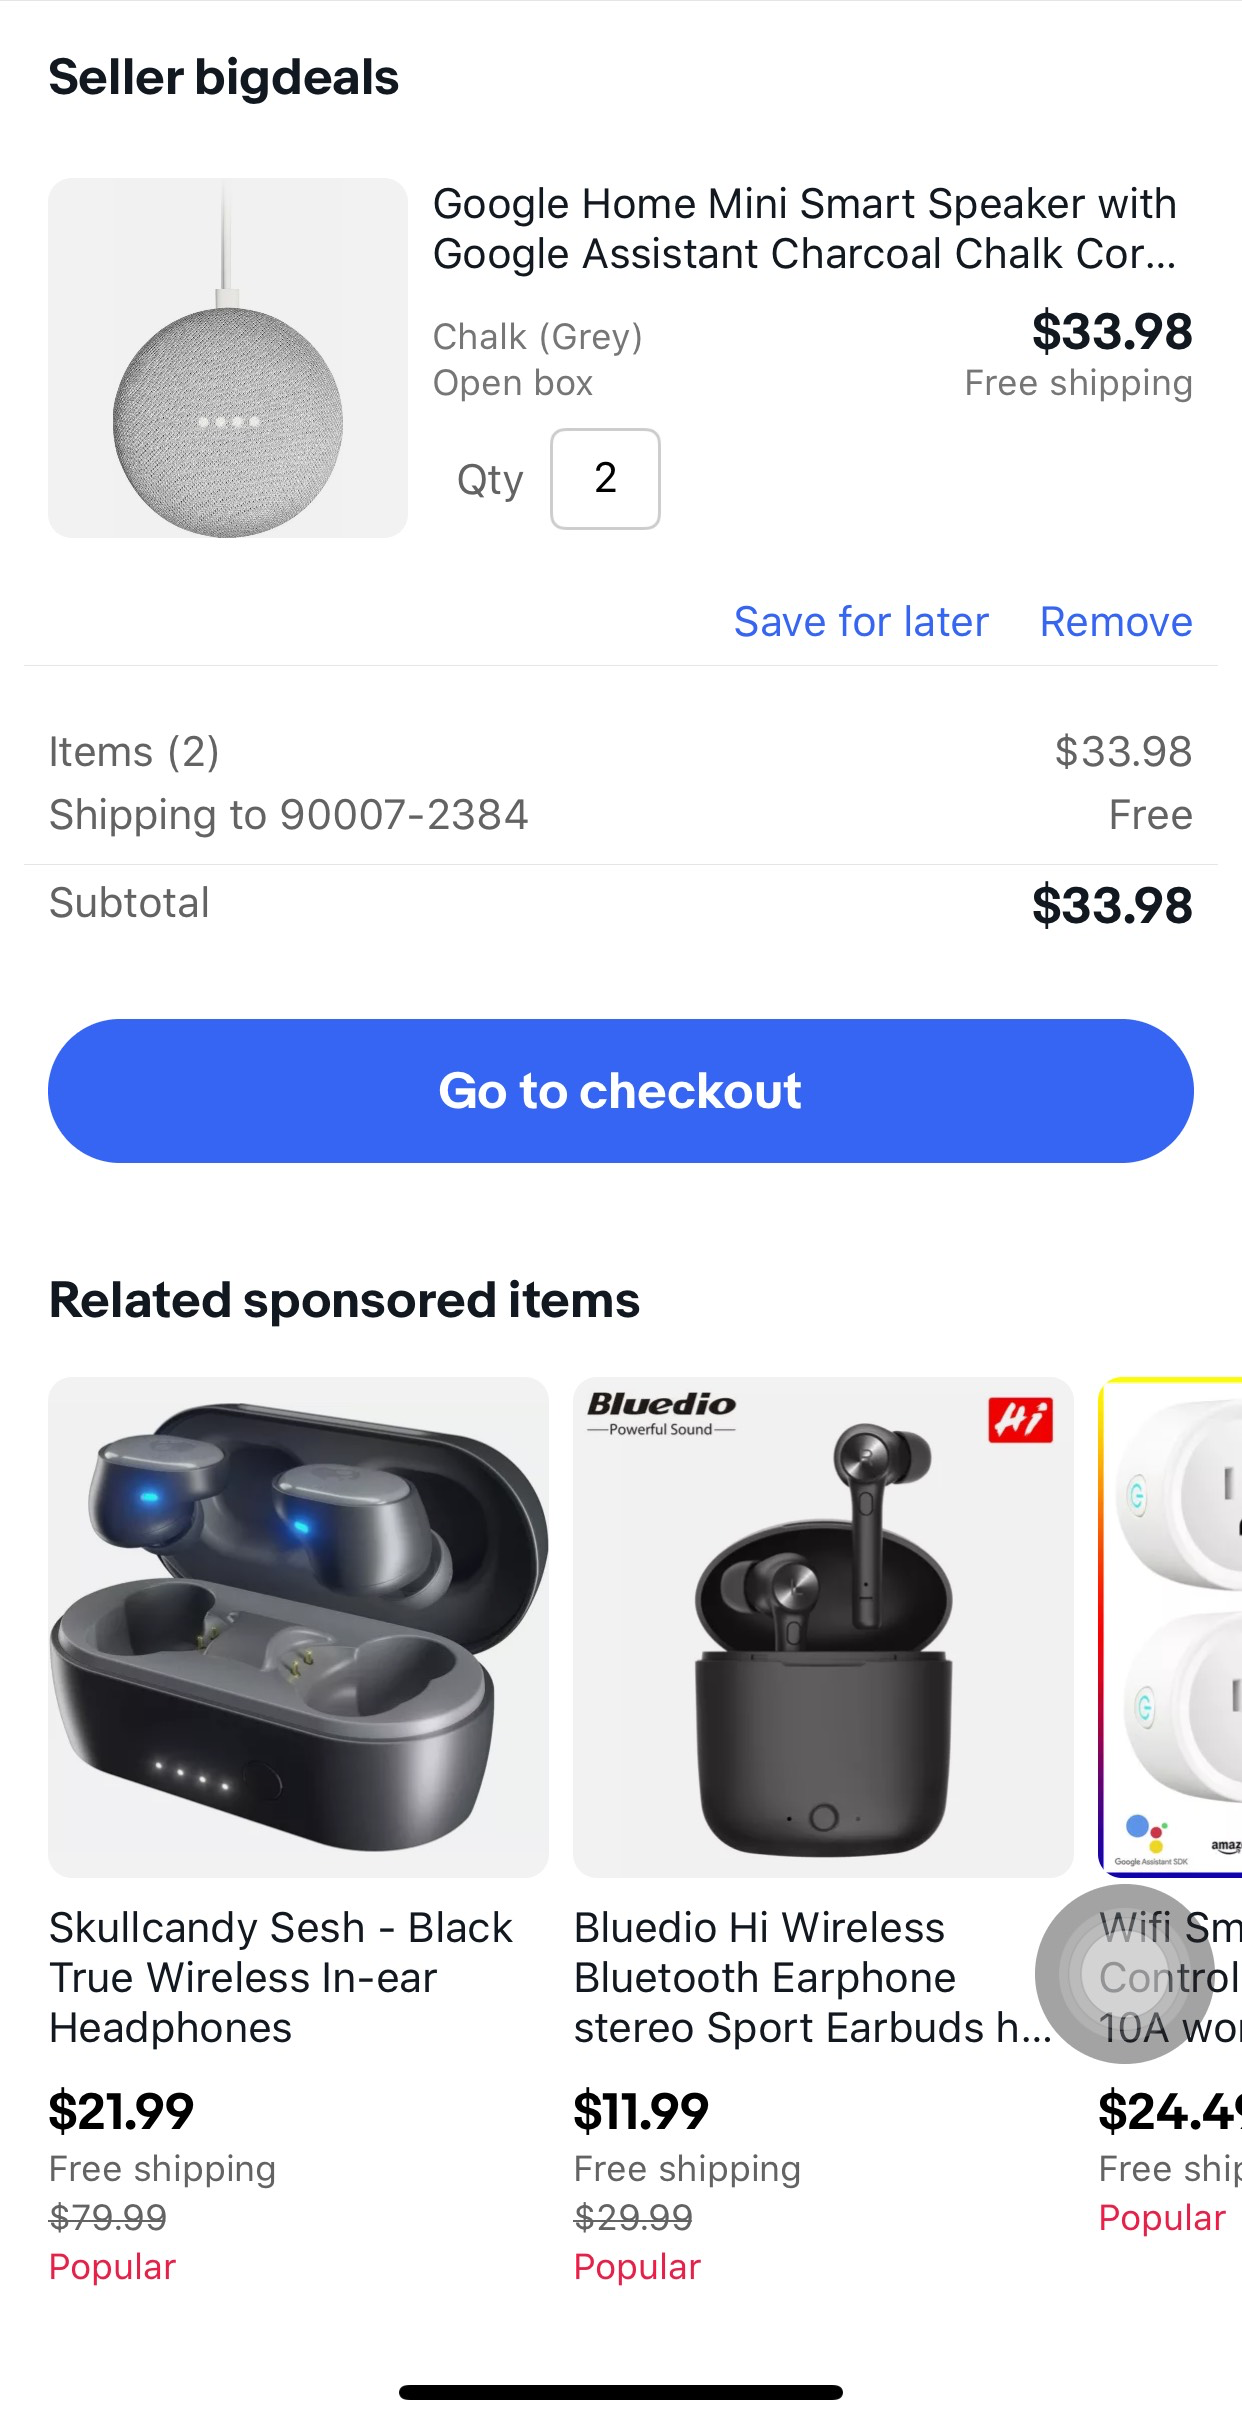 Seller bigdeals
Google Home Mini Smart Speaker with
Google Assistant Charcoal Chalk Cor...
Chalk (Grey)
$33.98
Open box
Free shipping
Qty 2
Save for later Remove
Items (2) $33.98
Shipping to 90007-2384 Free
Subtotal $33.98
Go to checkout
Related sponsored items
Bluedio
Powerful Sound
Hi
Google Assistant SDK
Skullcandy Sesh - Black
True Wireless In-ear
Headphones
$21.99
Free shipping
$79.99
Popular
Bluedio Hi Wireless
Bluetooth Earphone
stereo Sport Earbuds h...
$11.99
Free shipping
$29.99
Popular
Wifi Sm
Control
10A wor
$24.49
Free ship
Popular